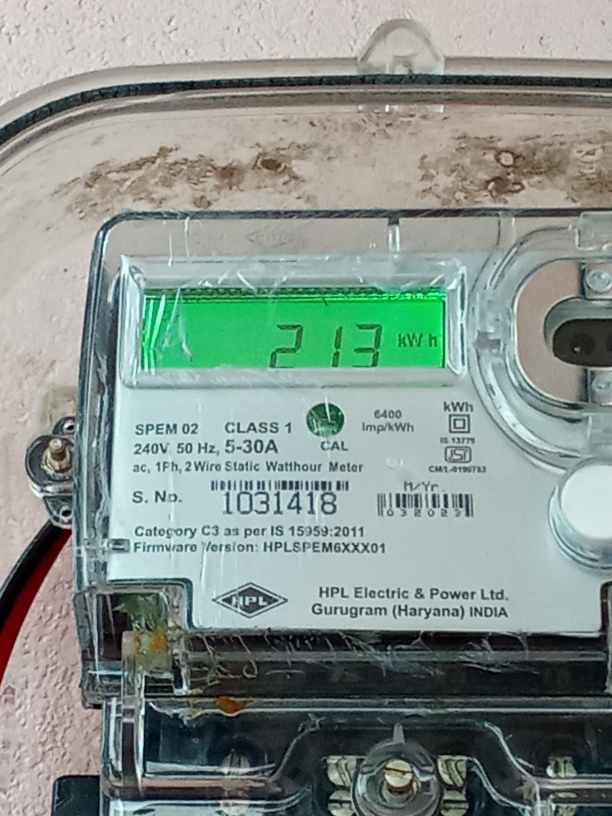 213 kWh
SPEM 02 CLASS 1 6400
240V, 50 Hz, 5-30A CAL Imp/kWh
ac, 1Ph, 2 Wire Static Watthour Meter
kWh
IS 13779
ISI
S. No. 1031418
M/Yr.
032023
Category C3 as per IS 15959:2011
Firmware Version: HPLSPEM6XXX01
HPL
HPL Electric & Power Ltd.
Gurugram (Haryana) INDIA